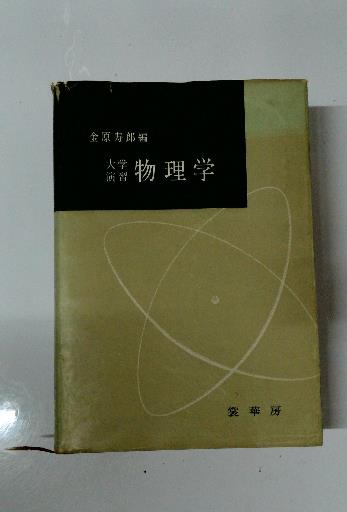 金原寿郎編
大学
演習 物理学
裳華房